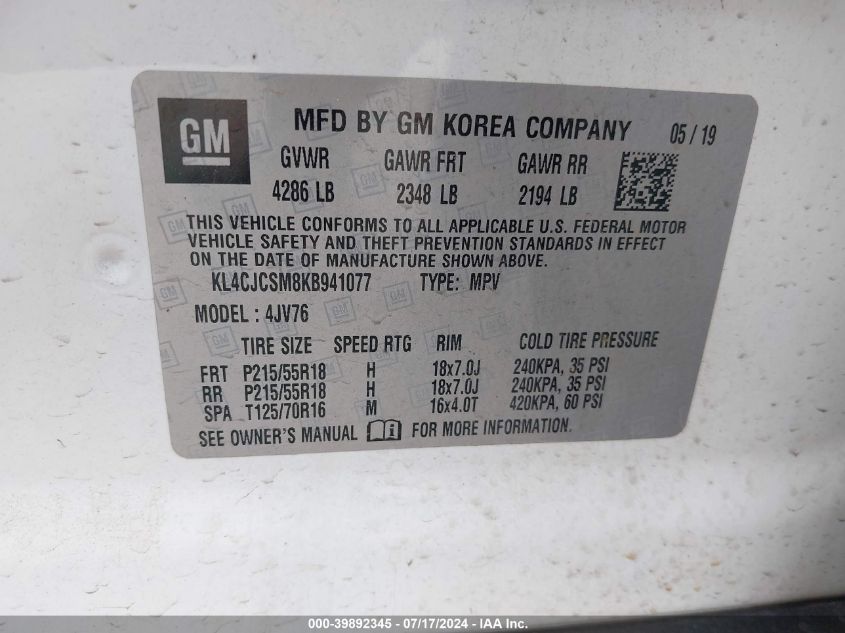 GM
MFD BY GM KOREA COMPANY 05 / 19
GVWR GAWR FRT GAWR RR
4286 LB 2348 LB 2194 LB
THIS VEHICLE CONFORMS TO ALL APPLICABLE U.S. FEDERAL MOTOR
VEHICLE SAFETY AND THEFT PREVENTION STANDARDS IN EFFECT
ON THE DATE OF MANUFACTURE SHOWN ABOVE.
KL4CJCSM8KB941077 TYPE: MPV
MODEL : 4JV76
TIRE SIZE SPEED RTG RIM COLD TIRE PRESSURE
FRT P215/55R18 H 18x7.0J 240KPA, 35 PSI
RR P215/55R18 H 18x7.0J 240KPA, 35 PSI
SPA T125/70R16 M 16x4.0T 420KPA, 60 PSI
SEE OWNER'S MANUAL FOR MORE INFORMATION.
000-39892345 - 07/17/2024 - IAA Inc.